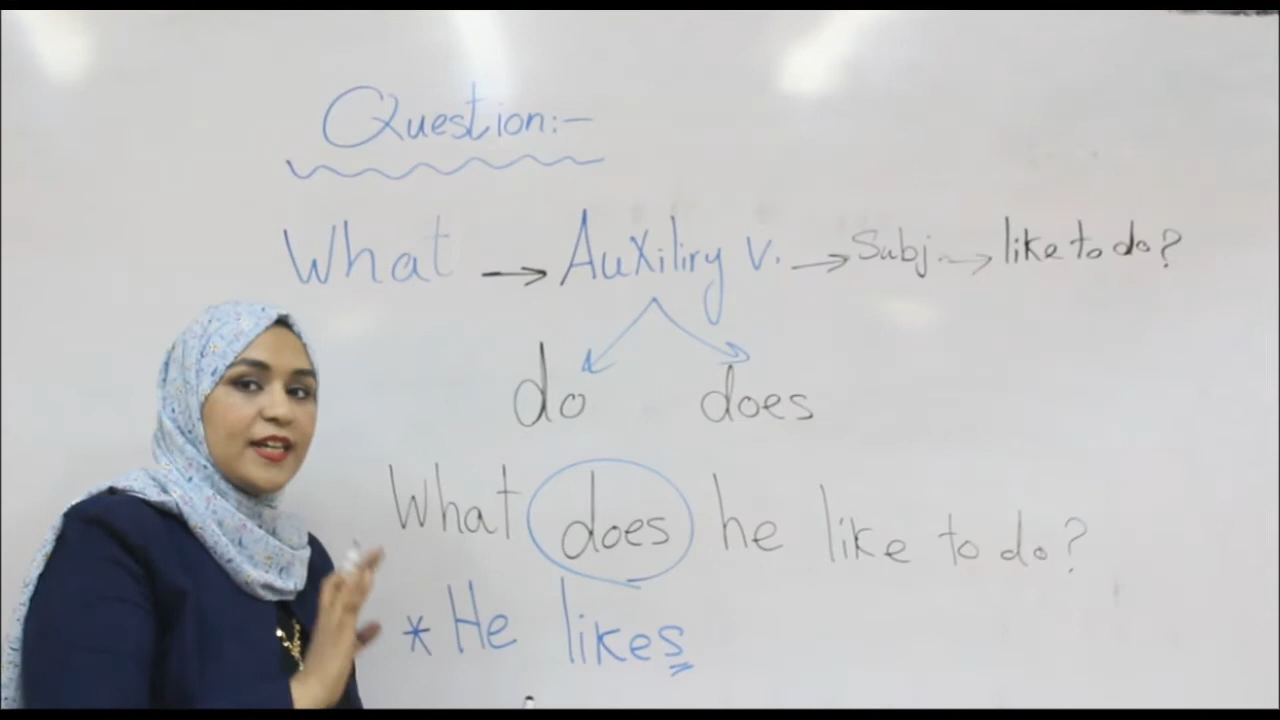 Question:-
What → Auxiliry v. → Subj. → like to do?
do does
What does he like to do?
* He likes